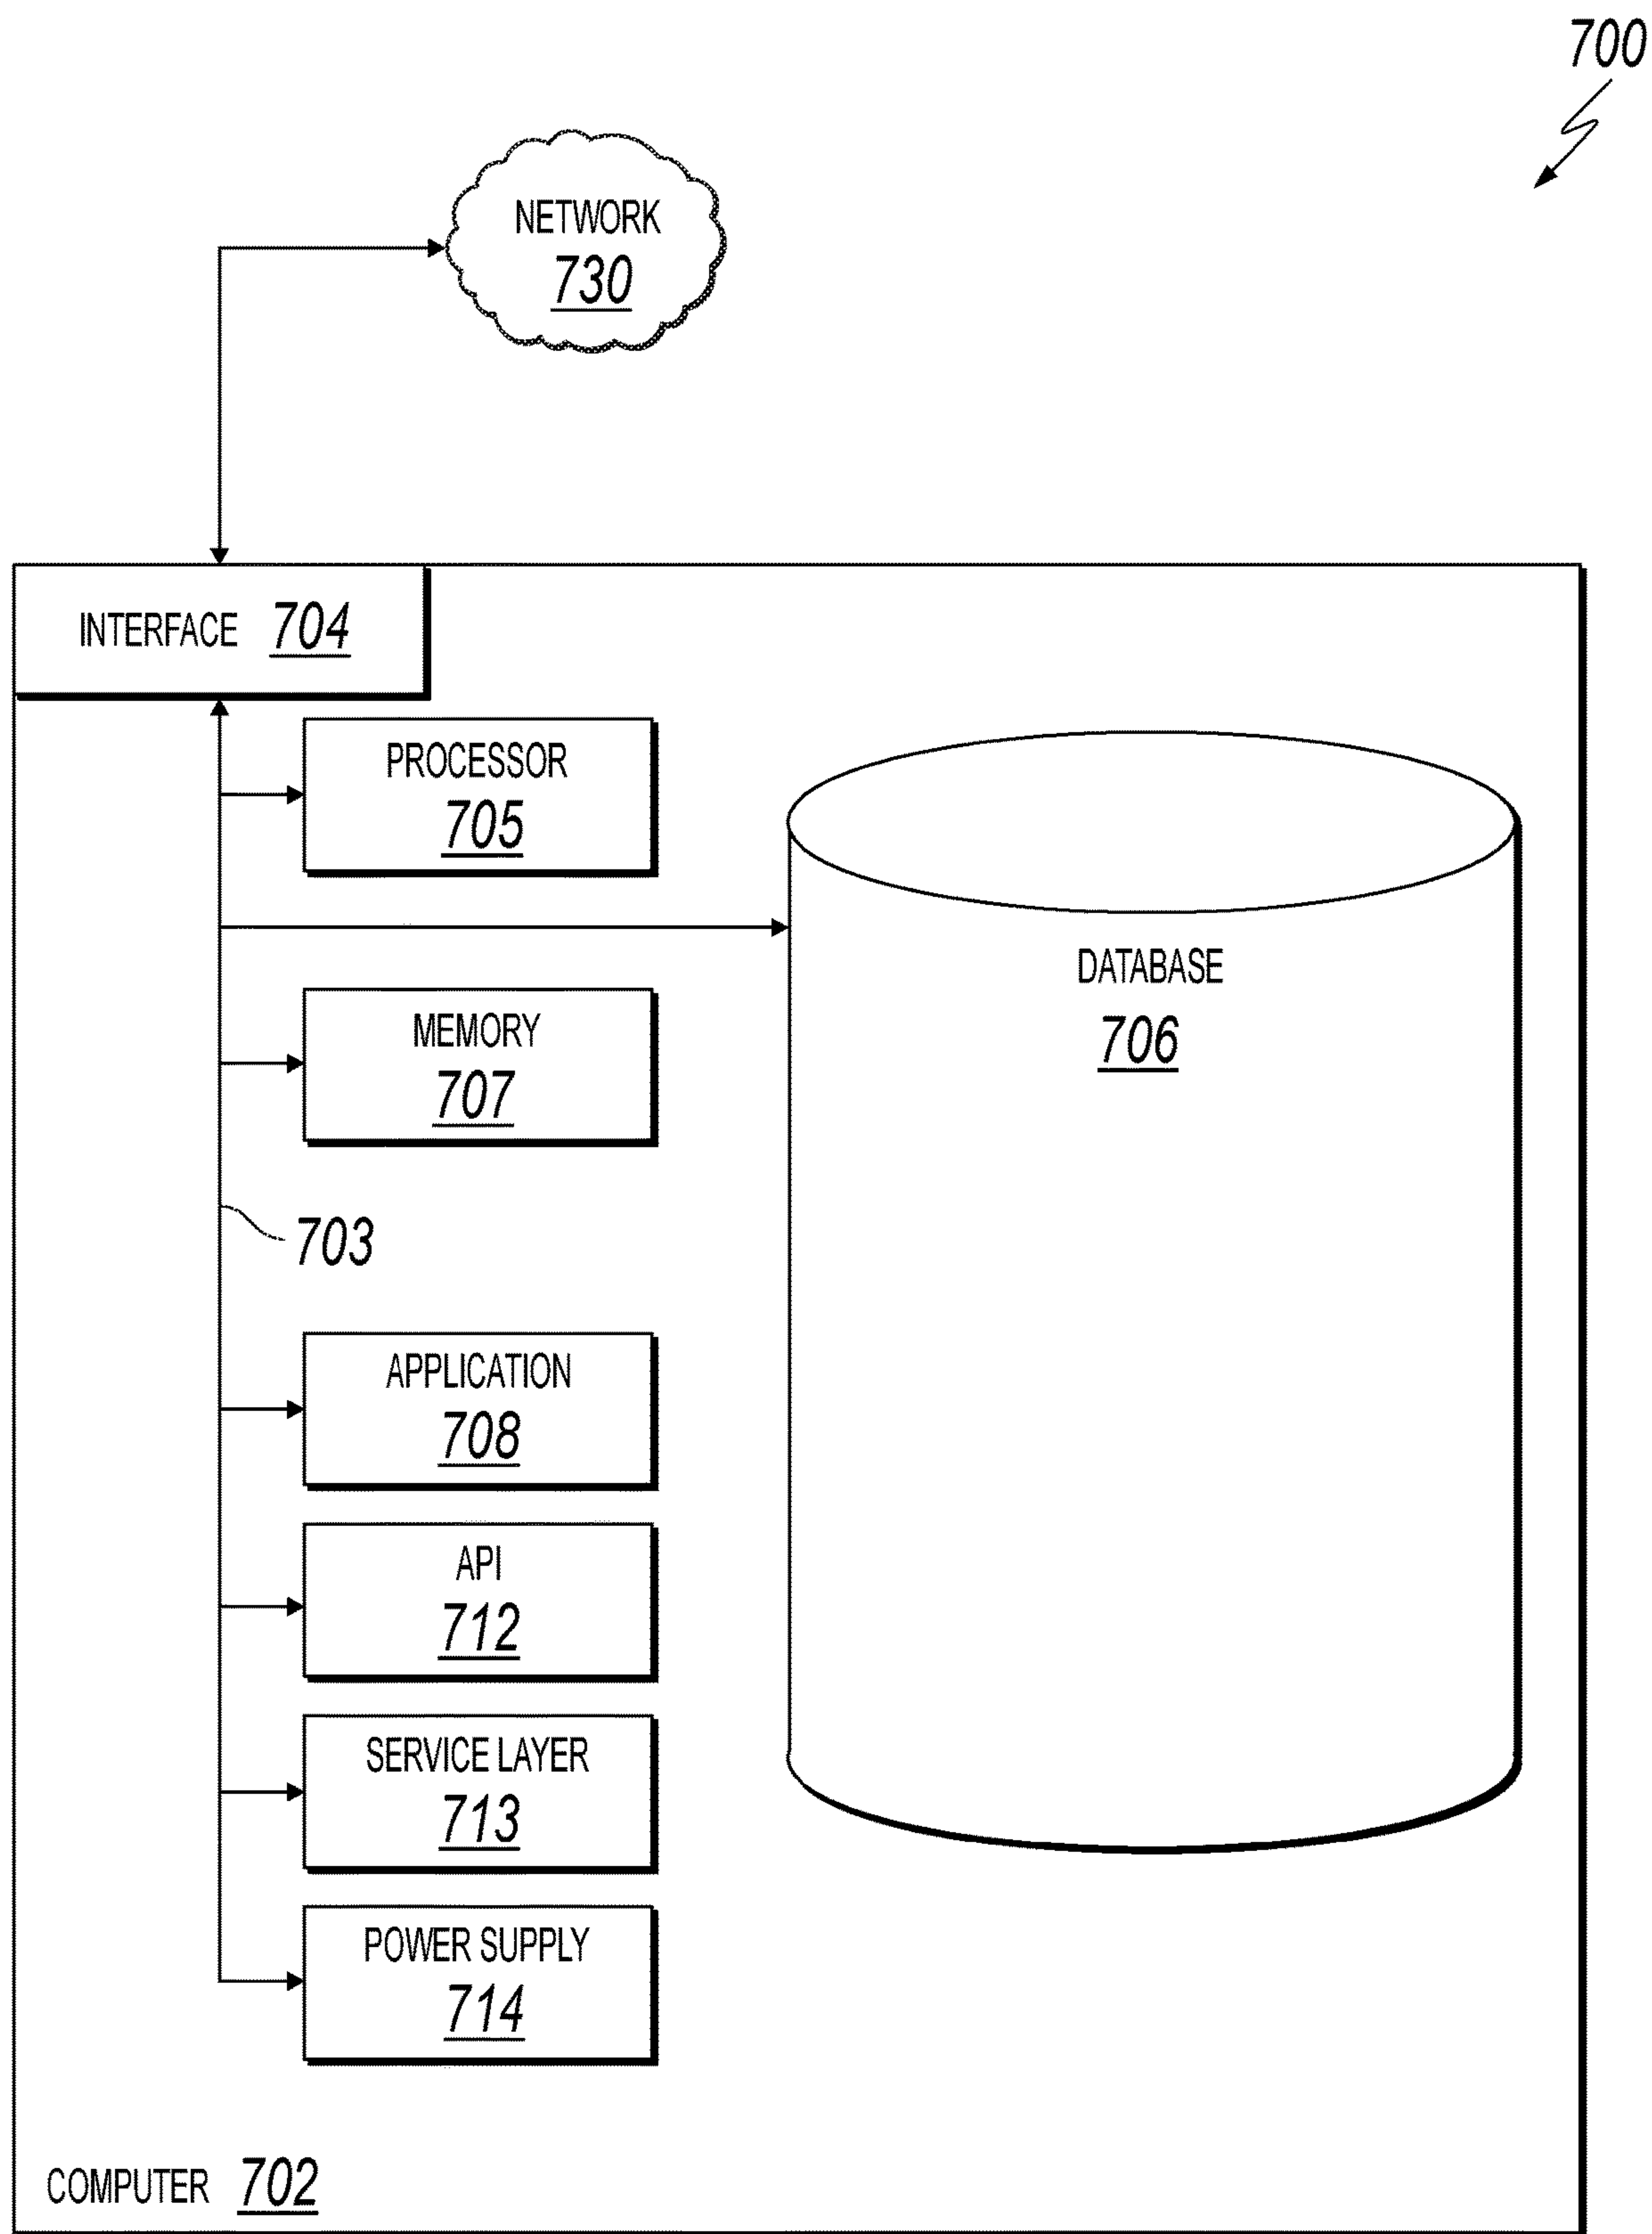 700
NETWORK
730
INTERFACE 704
PROCESSOR
705
DATABASE
706
MEMORY
707
703
APPLICATION
708
API
712
SERVICE LAYER
713
POWER SUPPLY
714
COMPUTER 702